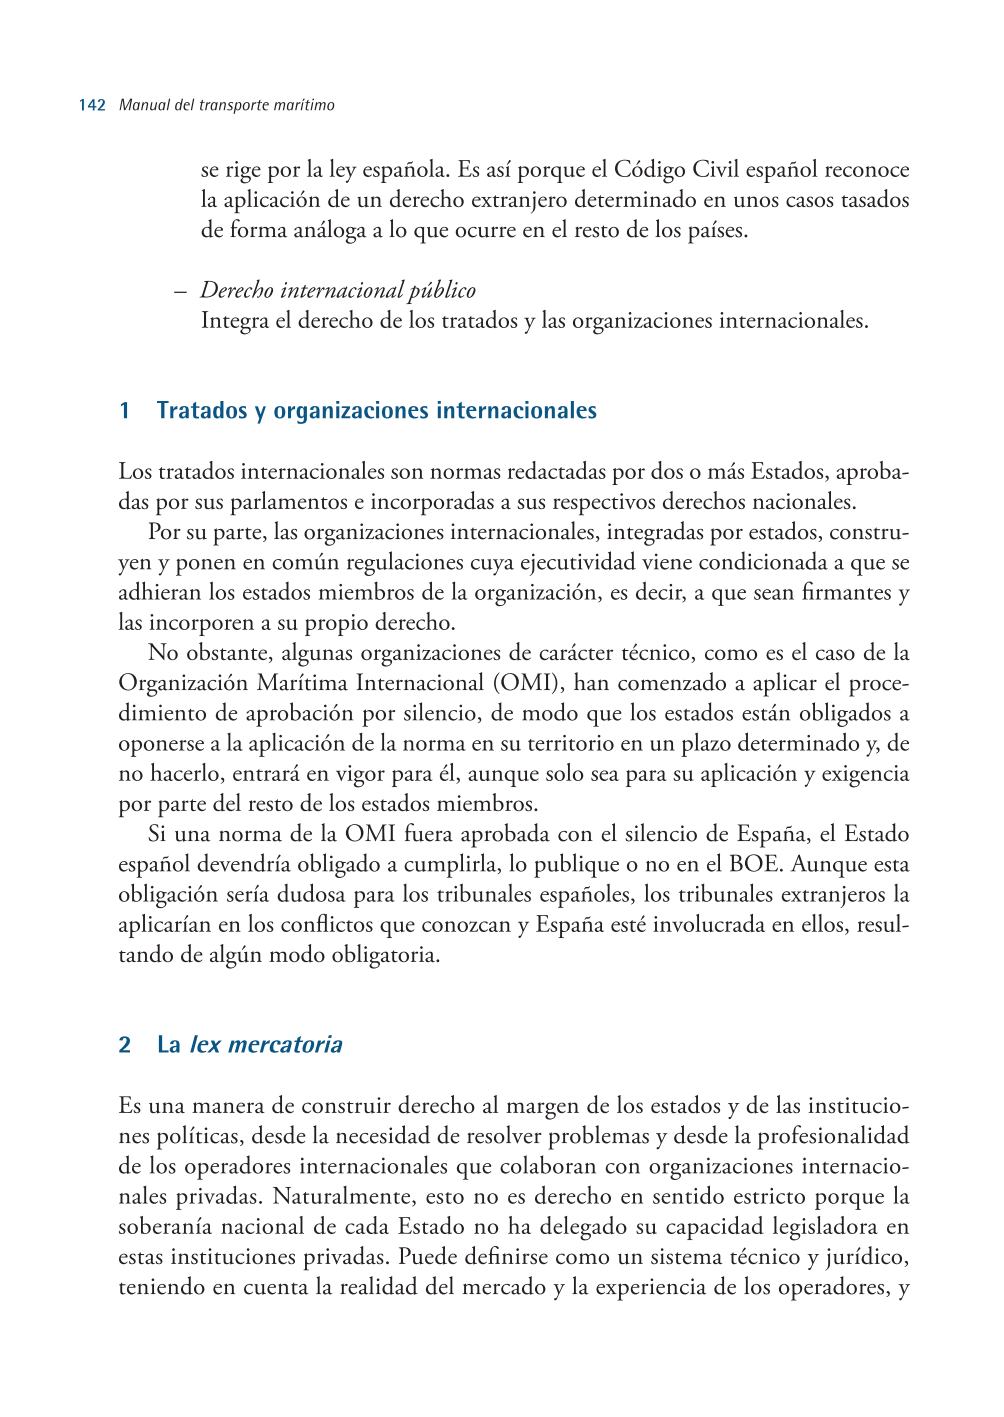 142 Manual del transporte marítimo
se rige por la ley española. Es así porque el Código Civil español reconoce
la aplicación de un derecho extranjero determinado en unos casos tasados
de forma análoga a lo que ocurre en el resto de los países.
– Derecho internacional público
Integra el derecho de los tratados y las organizaciones internacionales.
1 Tratados y organizaciones internacionales
Los tratados internacionales son normas redactadas por dos o más Estados, aproba-
das por sus parlamentos e incorporadas a sus respectivos derechos nacionales.
Por su parte, las organizaciones internacionales, integradas por estados, constru-
yen y ponen en común regulaciones cuya ejecutividad viene condicionada a que se
adhieran los estados miembros de la organización, es decir, a que sean firmantes y
las incorporen a su propio derecho.
No obstante, algunas organizaciones de carácter técnico, como es el caso de la
Organización Marítima Internacional (OMI), han comenzado a aplicar el proce-
dimiento de aprobación por silencio, de modo que los estados están obligados a
oponerse a la aplicación de la norma en su territorio en un plazo determinado y, de
no hacerlo, entrará en vigor para él, aunque solo sea para su aplicación y exigencia
por parte del resto de los estados miembros.
Si una norma de la OMI fuera aprobada con el silencio de España, el Estado
español devendría obligado a cumplirla, lo publique o no en el BOE. Aunque esta
obligación sería dudosa para los tribunales españoles, los tribunales extranjeros la
aplicarían en los conflictos que conozcan y España esté involucrada en ellos, resul-
tando de algún modo obligatoria.
2 La lex mercatoria
Es una manera de construir derecho al margen de los estados y de las institucio-
nes políticas, desde la necesidad de resolver problemas y desde la profesionalidad
de los operadores internacionales que colaboran con organizaciones internacio-
nales privadas. Naturalmente, esto no es derecho en sentido estricto porque la
soberanía nacional de cada Estado no ha delegado su capacidad legisladora en
estas instituciones privadas. Puede definirse como un sistema técnico y jurídico,
teniendo en cuenta la realidad del mercado y la experiencia de los operadores, y